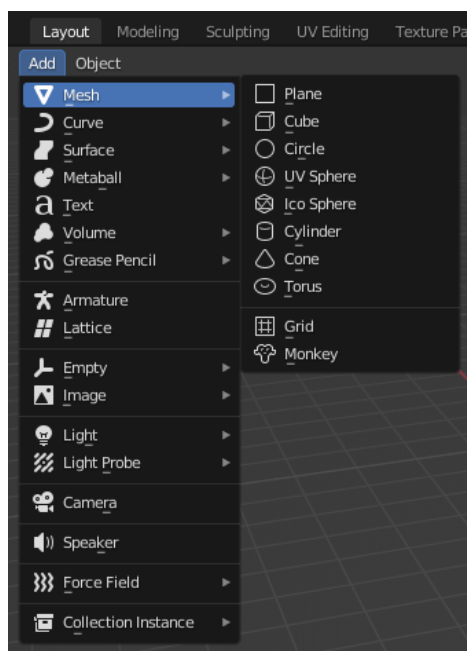 Layout Modeling Sculpting UV Editing Texture Pa
Add Object
Mesh
Curve
Surface
Metaball
Text
Volume
Grease Pencil
Armature
Lattice
Empty
Image
Light
Light Probe
Camera
Speaker
Force Field
Collection Instance
Plane
Cube
Circle
UV Sphere
Ico Sphere
Cylinder
Cone
Torus
Grid
Monkey